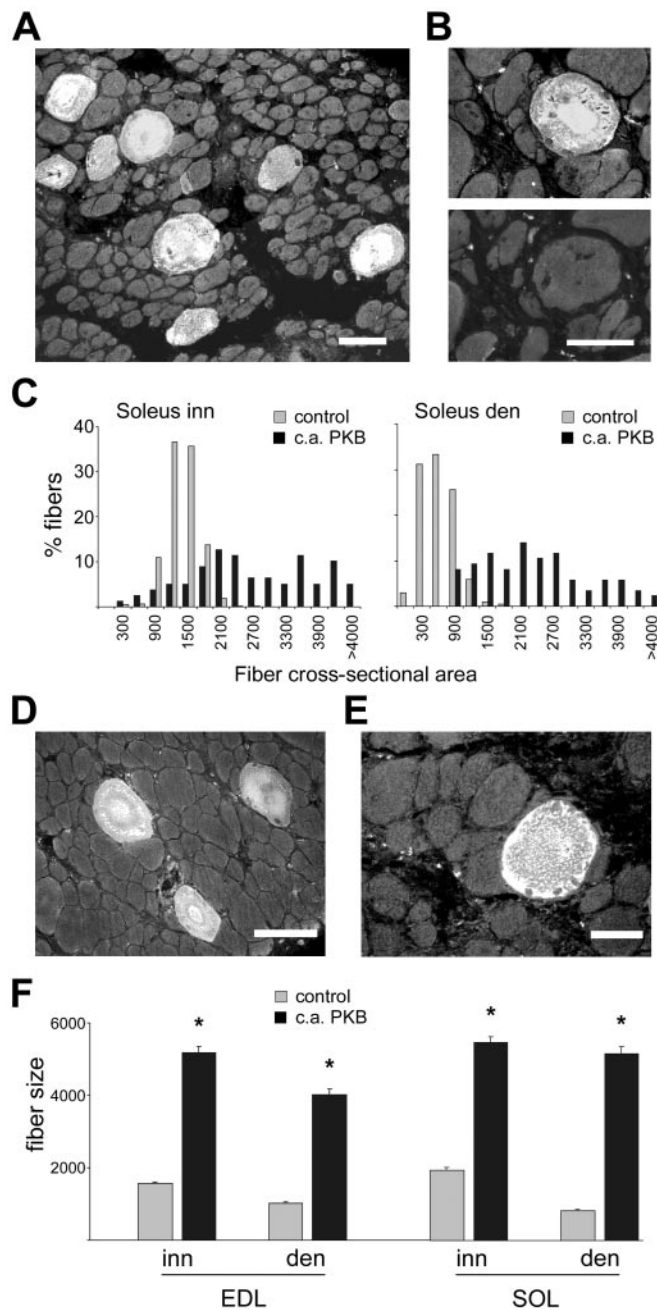 A
B
C
Soleus inn
control
c.a. PKB
Soleus den
control
c.a. PKB
% fibers
40
30
20
10
300
900
1500
2100
2700
3300
3900
>4000
300
900
1500
2100
2700
3300
3900
>4000
Fiber cross-sectional area
D
E
F
control
c.a. PKB
fiber size
6000
4000
2000
*
*
*
*
inn
den
inn
den
EDL
SOL